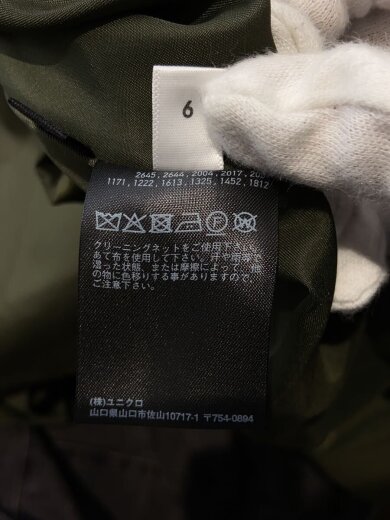 6
2645, 2644, 2004, 2017, 20
1171, 1222, 1613, 1325, 1452, 1812
クリーニングネットをご使用下さい。
あて布を使用して下さい。汗や雨等で
湿った状態、または摩擦によって、他
の物に色移りする事がありますので、
ご注意下さい。
(株)ユニクロ
山口県山口市佐山10717-1 〒754-0894